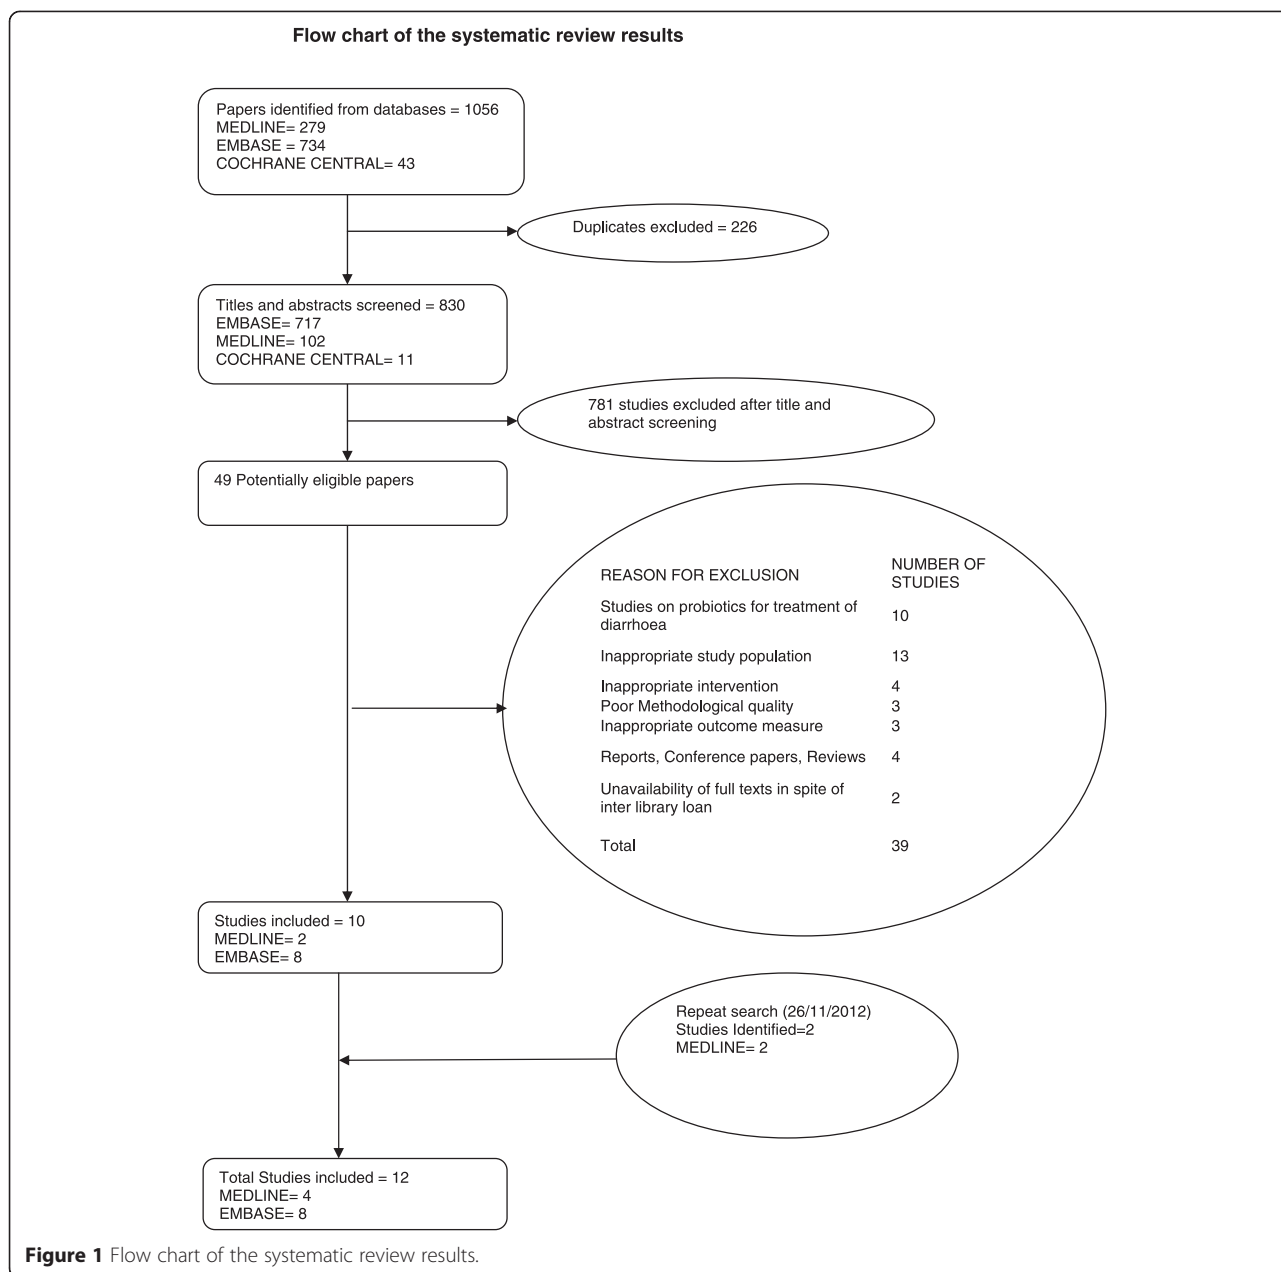 Flow chart of the systematic review results
Papers identified from databases = 1056
MEDLINE= 279
EMBASE = 734
COCHRANE CENTRAL= 43
Duplicates excluded = 226
Titles and abstracts screened = 830
EMBASE= 717
MEDLINE= 102
COCHRANE CENTRAL= 11
781 studies excluded after title and
abstract screening
49 Potentially eligible papers
REASON FOR EXCLUSION
NUMBER OF
STUDIES
Studies on probiotics for treatment of
diarrhoea
10
Inappropriate study population 13
Inappropriate intervention 4
Poor Methodological quality 3
Inappropriate outcome measure 3
Reports, Conference papers, Reviews 4
Unavailability of full texts in spite of
inter library loan
2
Total 39
Studies included = 10
MEDLINE= 2
EMBASE= 8
Repeat search (26/11/2012)
Studies Identified=2
MEDLINE= 2
Total Studies included = 12
MEDLINE= 4
EMBASE= 8
Figure 1 Flow chart of the systematic review results.